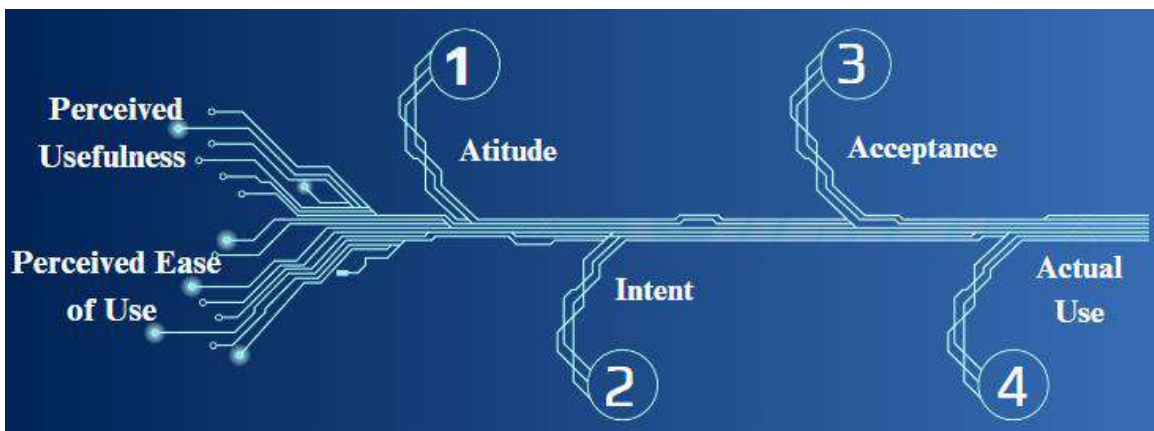 Perceived
Usefulness
Perceived Ease
of Use
1
Atitude
2
Intent
3
Acceptance
4
Actual
Use